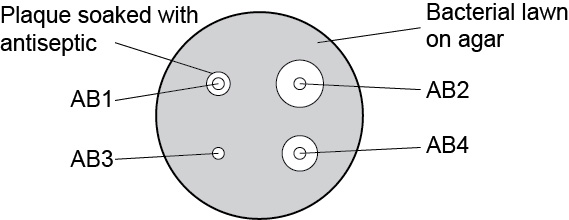 Plaque soaked with
antiseptic
Bacterial lawn
on agar
AB1
AB2
AB3
AB4